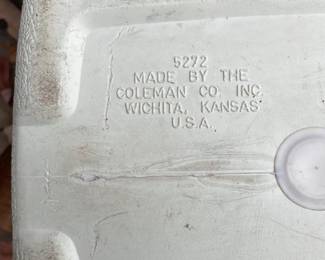 5272
MADE BY THE
COLEMAN CO. INC.
WICHITA, KANSAS
U.S.A.